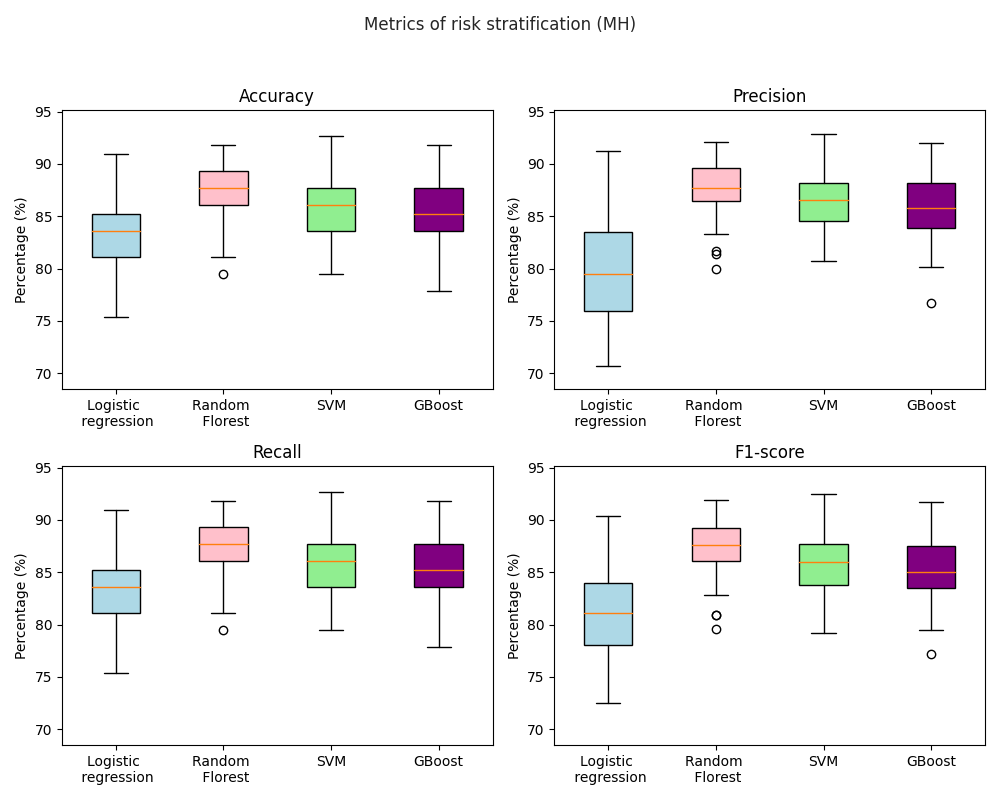 Metrics of risk stratification (MH)
Accuracy
Percentage (%)
95
90
85
80
75
70
Logistic
regression
Random
Florest
SVM
GBoost
Precision
Percentage (%)
95
90
85
80
75
70
Logistic
regression
Random
Florest
SVM
GBoost
Recall
Percentage (%)
95
90
85
80
75
70
Logistic
regression
Random
Florest
SVM
GBoost
F1-score
Percentage (%)
95
90
85
80
75
70
Logistic
regression
Random
Florest
SVM
GBoost